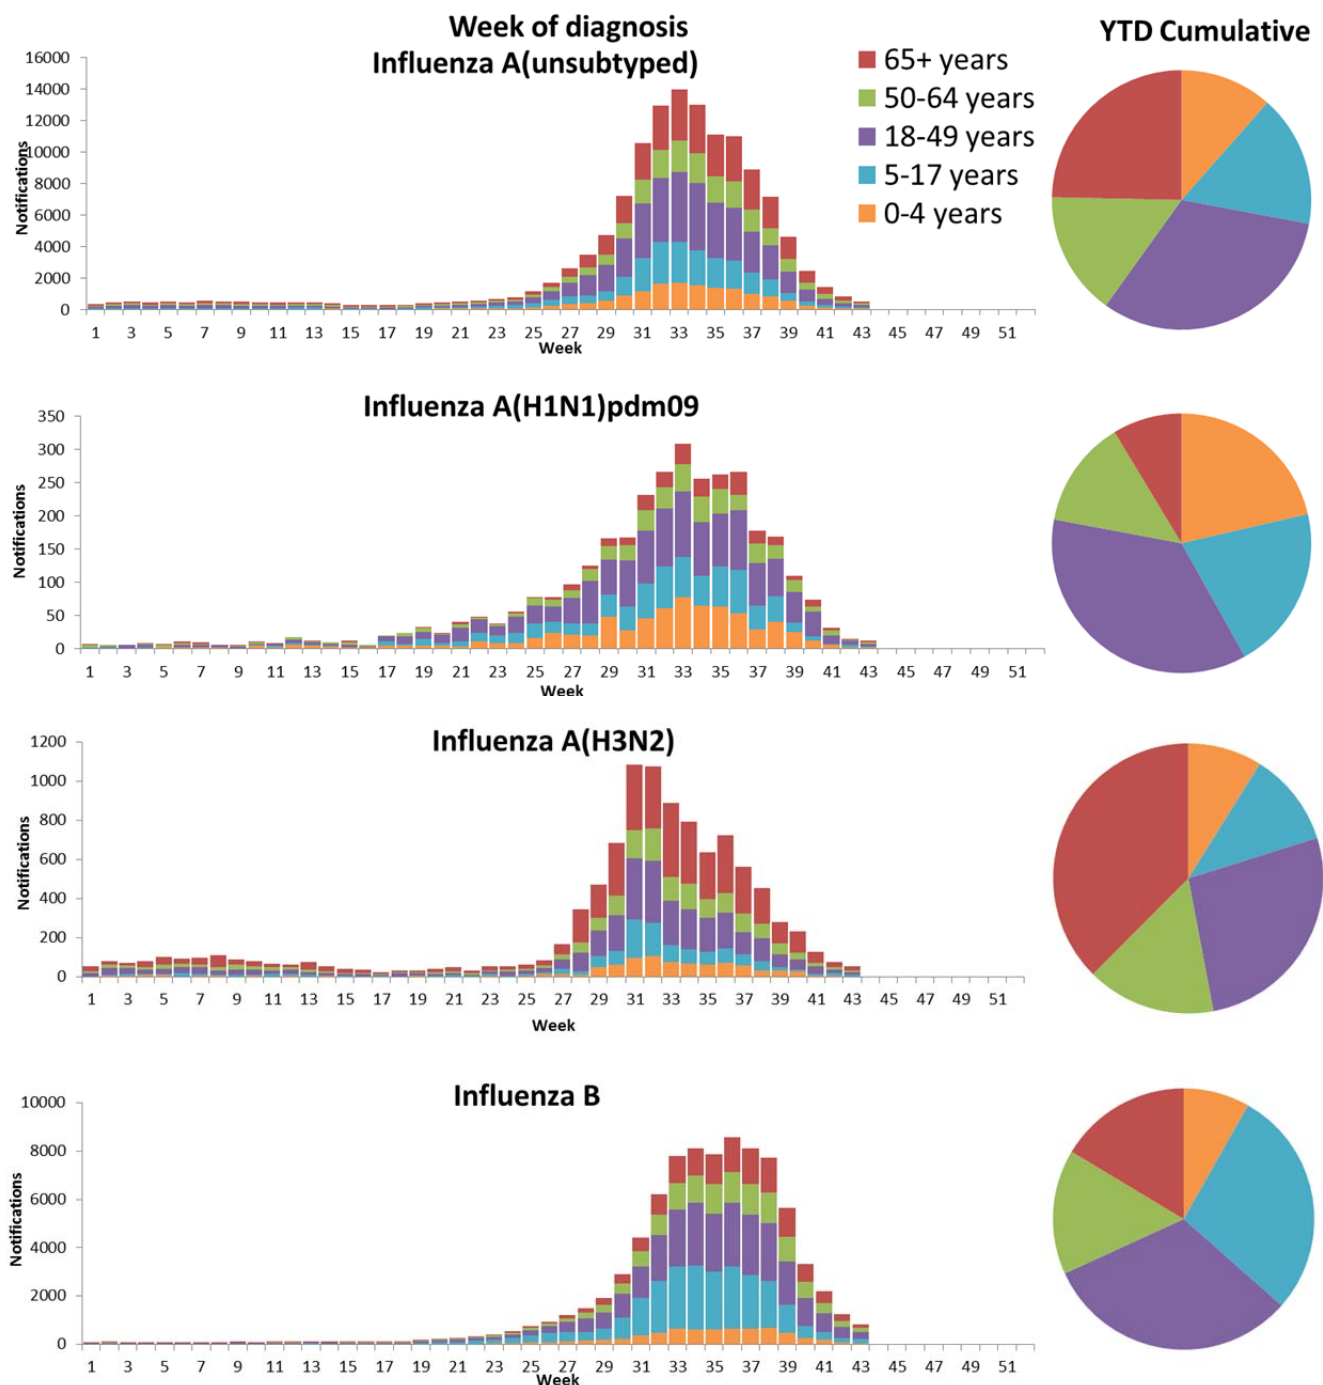 Week of diagnosis
YTD Cumulative
Influenza A(unsubtyped)
65+ years
50-64 years
18-49 years
5-17 years
0-4 years
Notifications
16000
14000
12000
10000
8000
6000
4000
2000
0
1 3 5 7 9 11 13 15 17 19 21 23 25 27 29 31 33 35 37 39 41 43 45 47 49 51
Week
Influenza A(H1N1)pdm09
Notifications
350
300
250
200
150
100
50
0
1 3 5 7 9 11 13 15 17 19 21 23 25 27 29 31 33 35 37 39 41 43 45 47 49 51
Week
Influenza A(H3N2)
Notifications
1200
1000
800
600
400
200
0
1 3 5 7 9 11 13 15 17 19 21 23 25 27 29 31 33 35 37 39 41 43 45 47 49 51
Week
Influenza B
Notifications
10000
8000
6000
4000
2000
0
1 3 5 7 9 11 13 15 17 19 21 23 25 27 29 31 33 35 37 39 41 43 45 47 49 51
Week